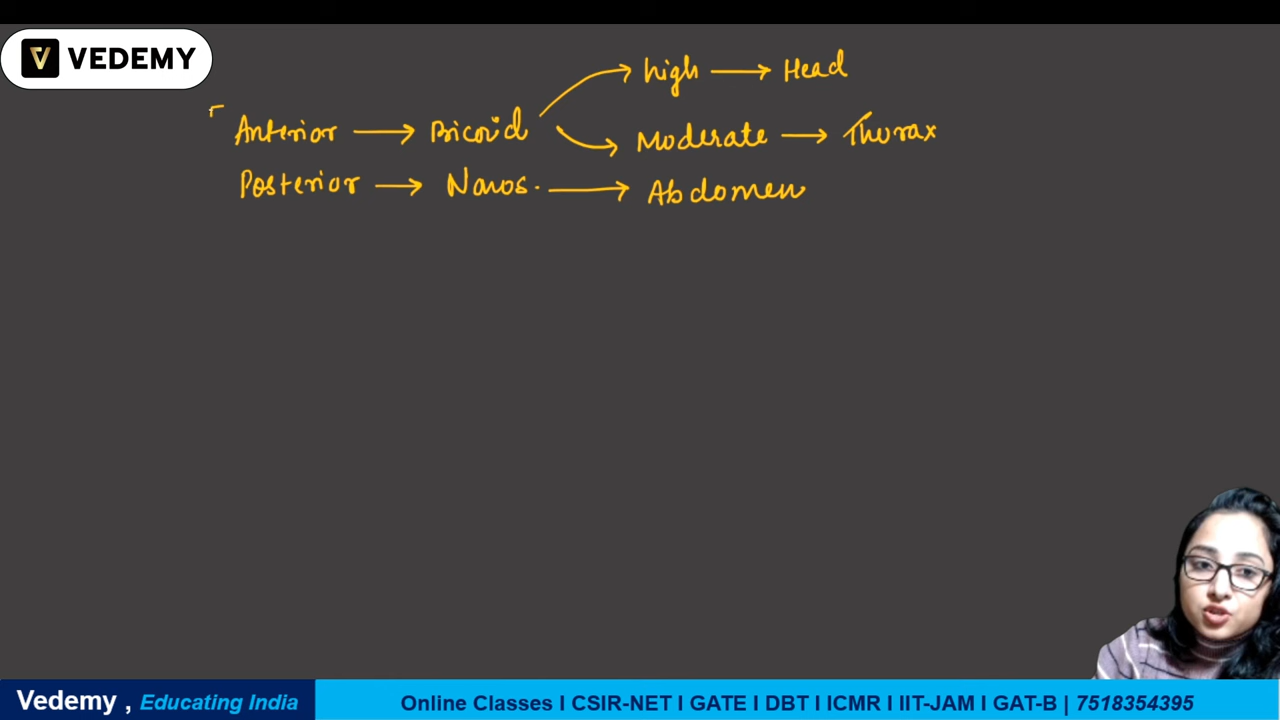 VEDEMY
high → Head
Anterior → Bicoid
Moderate → Thorax
Posterior → Nanos. → Abdomen
Vedemy , Educating India
Online Classes I CSIR-NET I GATE I DBT I ICMR I IIT-JAM I GAT-B | 7518354395